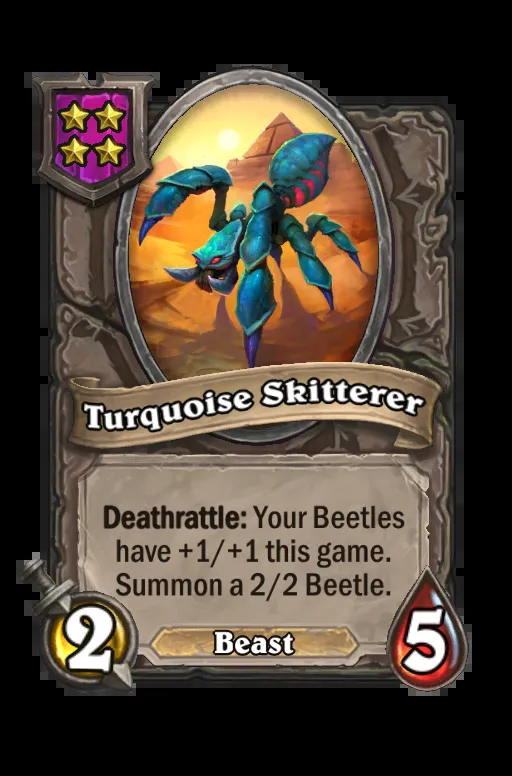 Turquoise Skitterer
Deathrattle: Your Beetles
have +1/+1 this game.
Summon a 2/2 Beetle.
2
Beast
5